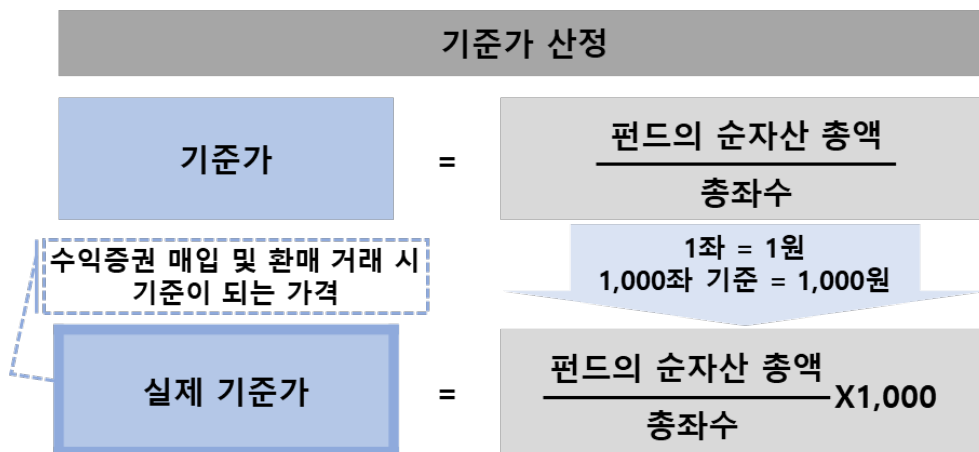 기준가 산정
기준가
=
펀드의 순자산 총액
총좌수
수익증권 매입 및 환매 거래 시
기준이 되는 가격
1좌 = 1원
1,000좌 기준 = 1,000원
실제 기준가
=
펀드의 순자산 총액
총좌수
X1,000